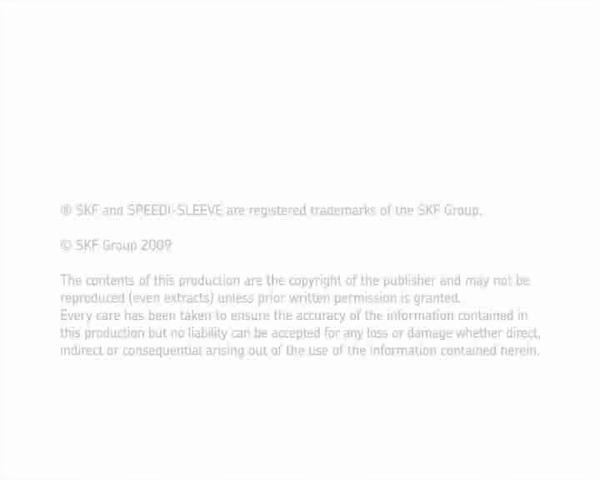 ® SKF and SPEEDI-SLEEVE are registered trademarks of the SKF Group.
© SKF Group 2009
The contents of this production are the copyright of the publisher and may not be
reproduced (even extracts) unless prior written permission is granted.
Every care has been taken to ensure the accuracy of the information contained in
this production but no liability can be accepted for any loss or damage whether direct,
indirect or consequential arising out of the use of the information contained herein.